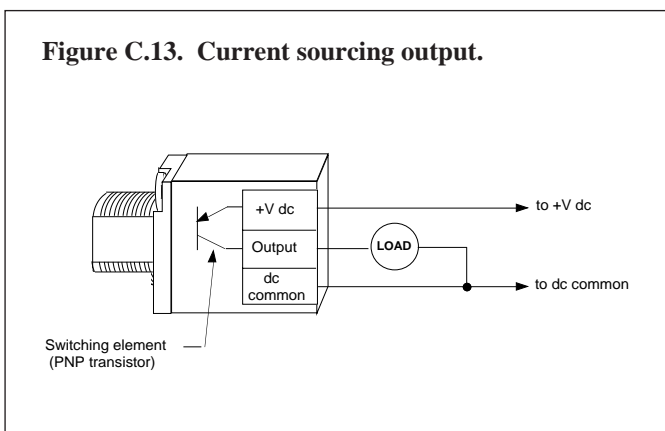 Figure C.13. Current sourcing output.
+V dc
to +V dc
Output
LOAD
dc
common
to dc common
Switching element
(PNP transistor)